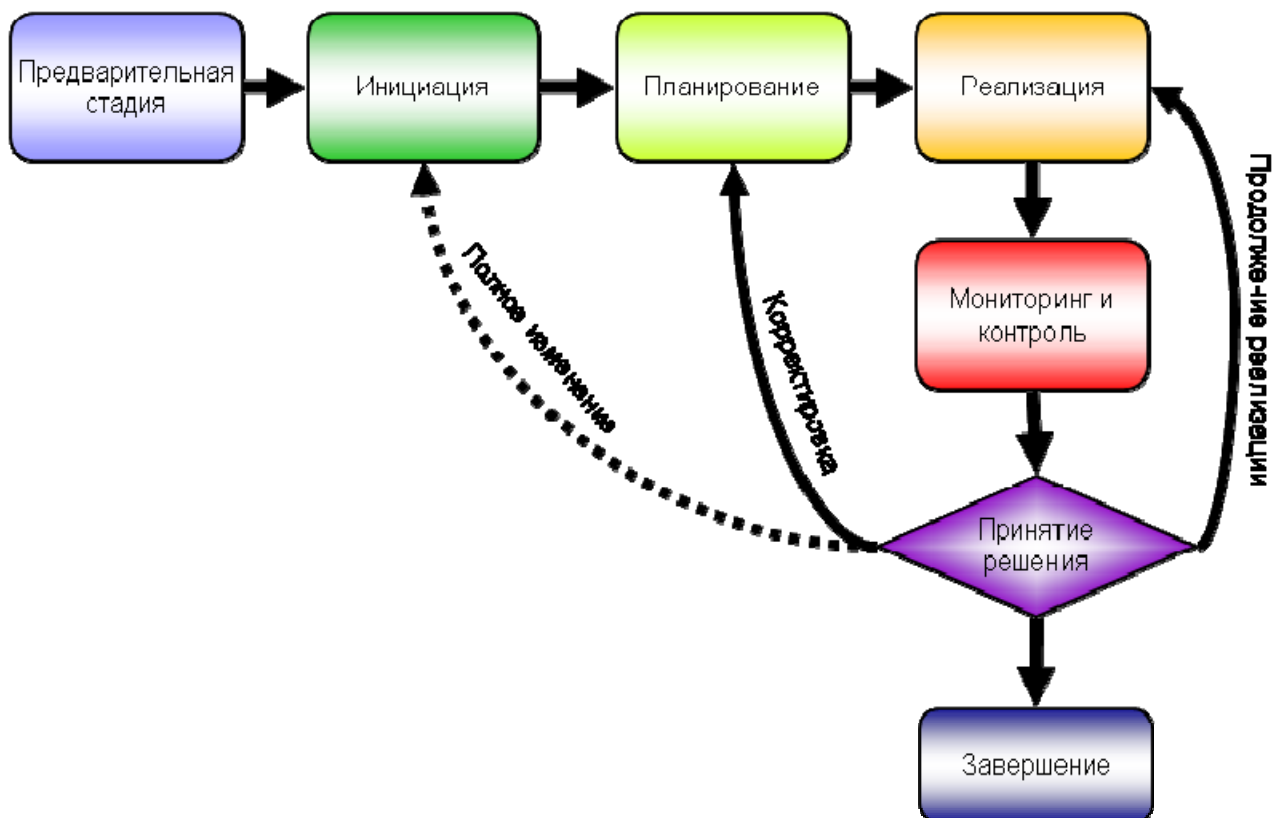 Предварительная
стадия
Инициация
Планирование
Реализация
Продолжение реализации
Полное изменение
Корректировка
Мониторинг и
контроль
Принятие
решения
Завершение